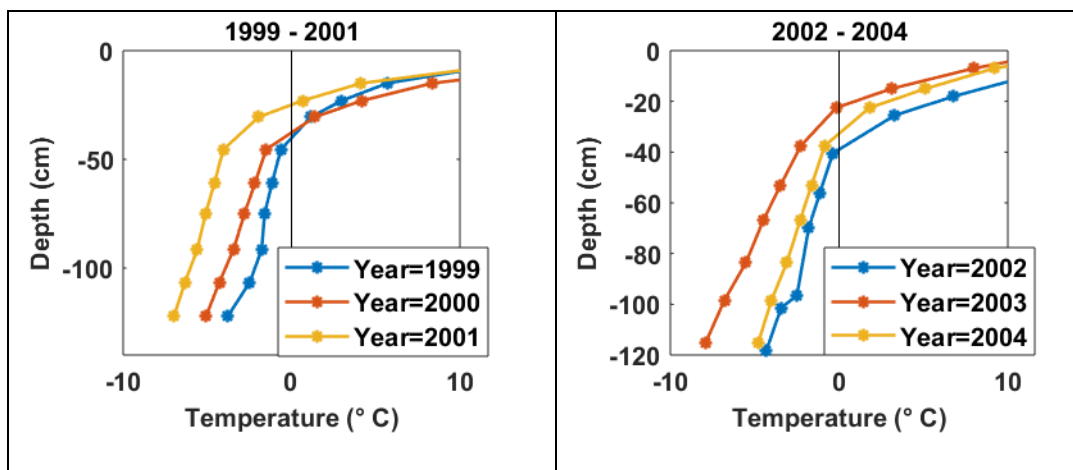 1999 - 2001
0
-50
-100
Depth (cm)
-10
0
10
Temperature (° C)
Year=1999
Year=2000
Year=2001
2002 - 2004
0
-20
-40
-60
-80
-100
-120
Depth (cm)
-10
0
10
Temperature (° C)
Year=2002
Year=2003
Year=2004